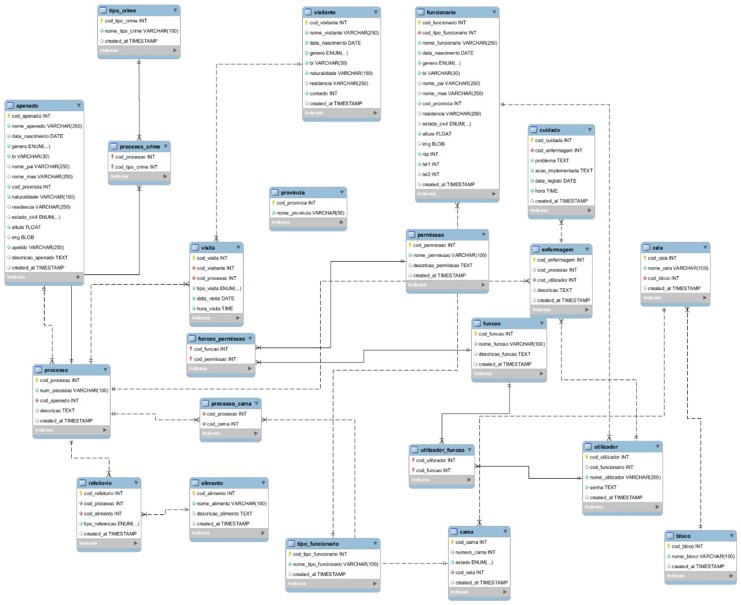 tipo_crime
cod_tipo_crime INT
nome_tipo_crime VARCHAR(100)
created_at TIMESTAMP
Indexes
visitante
cod_visitante INT
nome_visitante VARCHAR(250)
data_nascimento DATE
genero ENUM(...)
bi VARCHAR(30)
naturalidade VARCHAR(150)
residencia VARCHAR(250)
contacto INT
created_at TIMESTAMP
Indexes
funcionario
cod_funcionario INT
cod_tipo_funcionario INT
nome_funcionario VARCHAR(250)
data_nascimento DATE
genero ENUM(...)
bi VARCHAR(30)
nome_pai VARCHAR(250)
nome_mae VARCHAR(250)
cod_provincia INT
residencia VARCHAR(250)
estado_civil ENUM(...)
altura FLOAT
img BLOB
nip INT
tel1 INT
tel2 INT
created_at TIMESTAMP
Indexes
apenado
cod_apenado INT
nome_apenado VARCHAR(250)
data_nascimento DATE
genero ENUM(...)
bi VARCHAR(30)
nome_pai VARCHAR(250)
nome_mae VARCHAR(250)
cod_provincia INT
naturalidade VARCHAR(150)
residencia VARCHAR(250)
estado_civil ENUM(...)
altura FLOAT
img BLOB
apelido VARCHAR(250)
descricao_apenado TEXT
created_at TIMESTAMP
Indexes
processo_crime
cod_processo INT
cod_tipo_crime INT
Indexes
cuidado
cod_cuidado INT
cod_enfermagem INT
problema TEXT
acao_implementada TEXT
data_registo DATE
hora TIME
created_at TIMESTAMP
Indexes
provincia
cod_provincia INT
nome_provincia VARCHAR(50)
Indexes
permissao
cod_permissao INT
nome_permissao VARCHAR(100)
descricao_permissao TEXT
created_at TIMESTAMP
Indexes
visita
cod_visita INT
cod_visitante INT
cod_processo INT
tipo_visita ENUM(...)
data_visita DATE
hora_visita TIME
Indexes
enfermagem
cod_enfermagem INT
cod_processo INT
cod_utilizador INT
descricao TEXT
created_at TIMESTAMP
Indexes
cela
cod_cela INT
nome_cela VARCHAR(100)
cod_bloco INT
created_at TIMESTAMP
Indexes
funcao_permissao
cod_funcao INT
cod_permissao INT
Indexes
funcao
cod_funcao INT
nome_funcao VARCHAR(100)
descricao_funcao TEXT
created_at TIMESTAMP
Indexes
processo
cod_processo INT
num_processo VARCHAR(100)
cod_apenado INT
descricao TEXT
created_at TIMESTAMP
Indexes
processo_cama
cod_processo INT
cod_cama INT
Indexes
utilizador_funcao
cod_utilizador INT
cod_funcao INT
Indexes
utilizador
cod_utilizador INT
cod_funcionario INT
nome_utilizador VARCHAR(250)
senha TEXT
created_at TIMESTAMP
Indexes
refeitorio
cod_refeitorio INT
cod_processo INT
cod_alimento INT
tipo_refereicao ENUM(...)
created_at TIMESTAMP
Indexes
alimento
cod_alimento INT
nome_alimento VARCHAR(100)
descricao_alimento TEXT
created_at TIMESTAMP
Indexes
tipo_funcionario
cod_tipo_funcionario INT
nome_tipo_funcionario VARCHAR(100)
created_at TIMESTAMP
Indexes
cama
cod_cama INT
numero_cama INT
estado ENUM(...)
cod_cela INT
created_at TIMESTAMP
Indexes
bloco
cod_bloco INT
nome_bloco VARCHAR(100)
created_at TIMESTAMP
Indexes